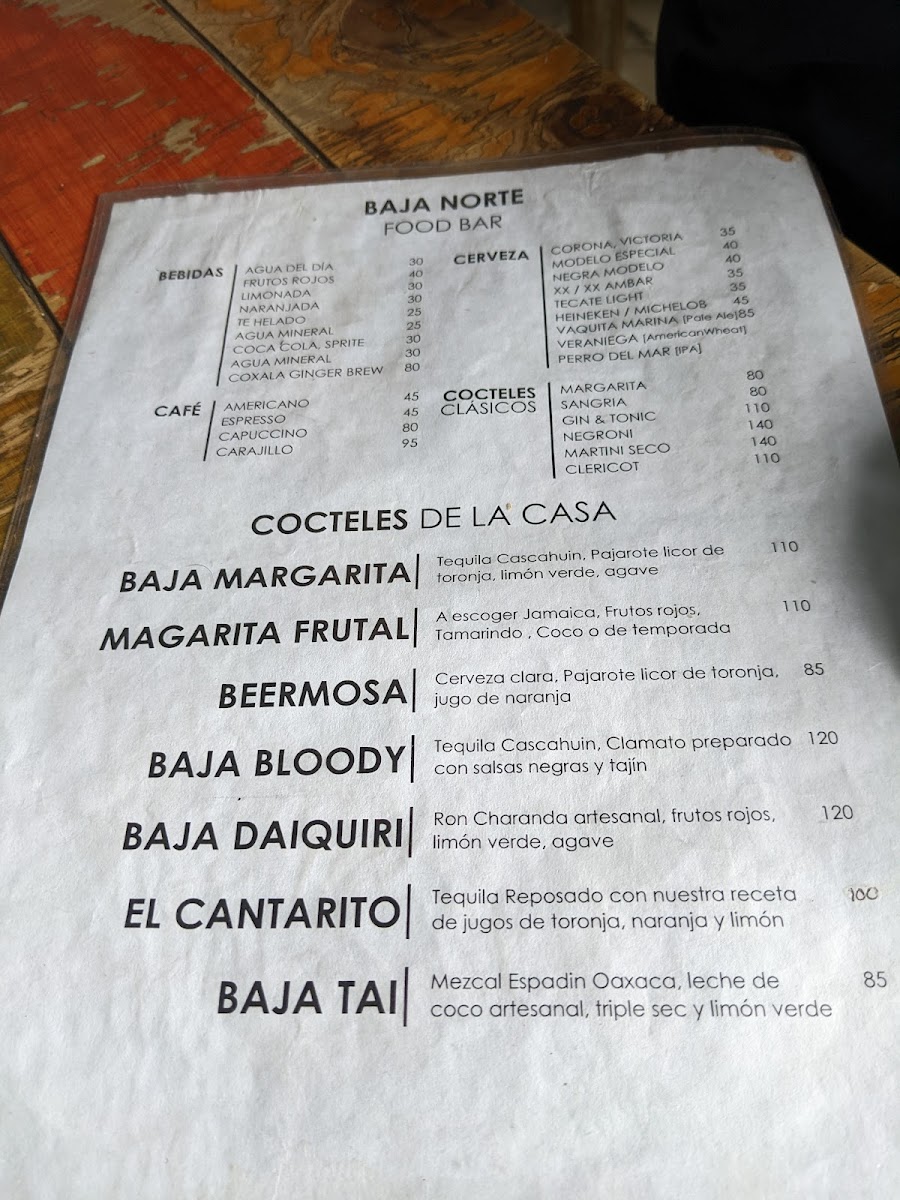 BAJA NORTE
FOOD BAR
BEBIDAS
AGUA DEL DÍA 30
FRUTOS ROJOS 40
LIMONADA 30
NARANJADA 30
TE HELADO 25
AGUA MINERAL 25
COCA COLA, SPRITE 30
AGUA MINERAL 30
COXALA GINGER BREW 80
CERVEZA
CORONA, VICTORIA 35
MODELO ESPECIAL 40
NEGRA MODELO 40
XX / XX AMBAR 35
TECATE LIGHT 35
HEINEKEN / MICHELOB 45
VAQUITA MARINA [Pale Ale]85
VERANIEGA [AmericanWheat]
PERRO DEL MAR [IPA]
CAFÉ
AMERICANO 45
ESPRESSO 45
CAPUCCINO 80
CARAJILLO 95
COCTELES
CLÁSICOS
MARGARITA 80
SANGRIA 80
GIN & TONIC 110
NEGRONI 140
MARTINI SECO 140
CLERICOT 110
COCTELES DE LA CASA
BAJA MARGARITA
Tequila Cascahuin, Pajarote licor de 110
toronja, limón verde, agave
MAGARITA FRUTAL
A escoger Jamaica, Frutos rojos, 110
Tamarindo , Coco o de temporada
BEERMOSA
Cerveza clara, Pajarote licor de toronja, 85
jugo de naranja
BAJA BLOODY
Tequila Cascahuin, Clamato preparado 120
con salsas negras y tajín
BAJA DAIQUIRI
Ron Charanda artesanal, frutos rojos, 120
limón verde, agave
EL CANTARITO
Tequila Reposado con nuestra receta 100
de jugos de toronja, naranja y limón
BAJA TAI
Mezcal Espadin Oaxaca, leche de 85
coco artesanal, triple sec y limón verde